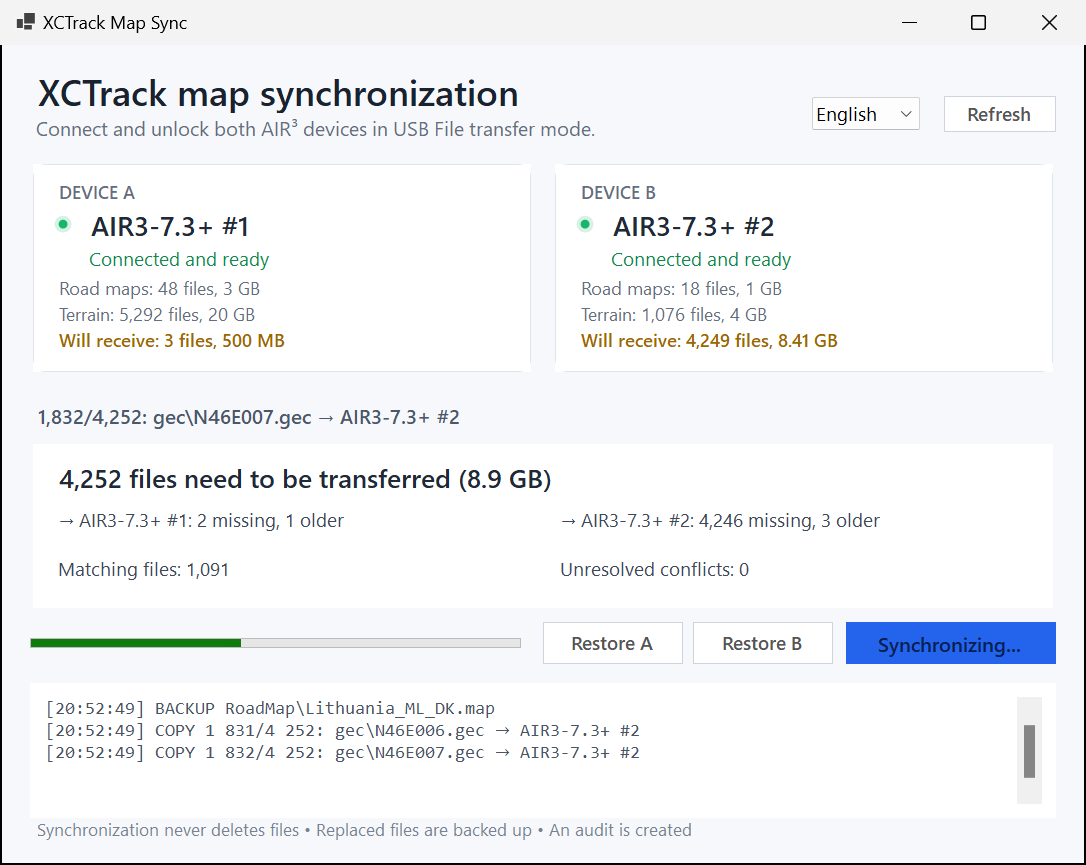 XCTrack Map Sync
XCTrack map synchronization
Connect and unlock both AIR³ devices in USB File transfer mode.
English
Refresh
DEVICE A
AIR3-7.3+ #1
Connected and ready
Road maps: 48 files, 3 GB
Terrain: 5,292 files, 20 GB
Will receive: 3 files, 500 MB
DEVICE B
AIR3-7.3+ #2
Connected and ready
Road maps: 18 files, 1 GB
Terrain: 1,076 files, 4 GB
Will receive: 4,249 files, 8.41 GB
1,832/4,252: gec\N46E007.gec → AIR3-7.3+ #2
4,252 files need to be transferred (8.9 GB)
→ AIR3-7.3+ #1: 2 missing, 1 older
→ AIR3-7.3+ #2: 4,246 missing, 3 older
Matching files: 1,091
Unresolved conflicts: 0
Restore A
Restore B
Synchronizing...
[20:52:49] BACKUP RoadMap\Lithuania_ML_DK.map
[20:52:49] COPY 1 831/4 252: gec\N46E006.gec → AIR3-7.3+ #2
[20:52:49] COPY 1 832/4 252: gec\N46E007.gec → AIR3-7.3+ #2
Synchronization never deletes files • Replaced files are backed up • An audit is created